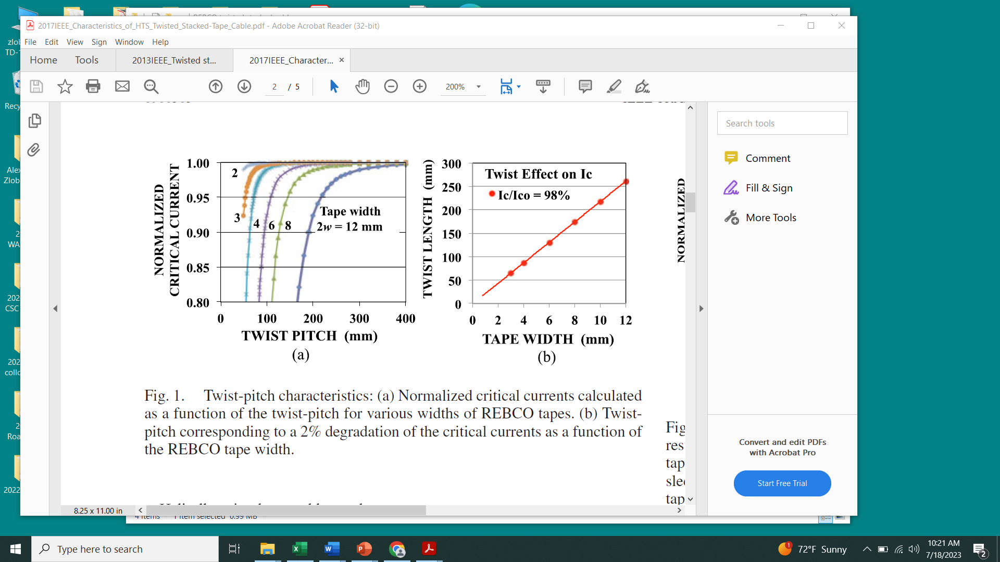 2017IEEE_Characteristics_of_HTS_Twisted_Stacked-Tape_Cable.pdf - Adobe Acrobat Reader (32-bit)
File Edit View Sign Window Help
Home Tools 2013IEEE_Twisted st... 2017IEEE_Character...
2 / 5 200%
Search tools
Comment
Fill & Sign
More Tools
Convert and edit PDFs
with Acrobat Pro
Start Free Trial
NORMALIZED
CRITICAL CURRENT
1.00
0.95
0.90
0.85
0.80
2
3
4 6 8
Tape width
2w = 12 mm
0 100 200 300 400
TWIST PITCH (mm)
(a)
TWIST LENGTH (mm)
300
250
200
150
100
50
0
Twist Effect on Ic
Ic/Ico = 98%
0 2 4 6 8 10 12
TAPE WIDTH (mm)
(b)
NORMALIZED
Fig. 1. Twist-pitch characteristics: (a) Normalized critical currents calculated
as a function of the twist-pitch for various widths of REBCO tapes. (b) Twist-
pitch corresponding to a 2% degradation of the critical currents as a function of
the REBCO tape width.
Fig
res
tap
slee
tap
8.25 x 11.00 in
4 items 1 item selected 0.99 MB
zlob
TD-
Recy
Alex
Zlob
2
WA
202
CSC
202
collo
2
Roa
2022
Type here to search
72°F Sunny
10:21 AM
7/18/2023
2
1